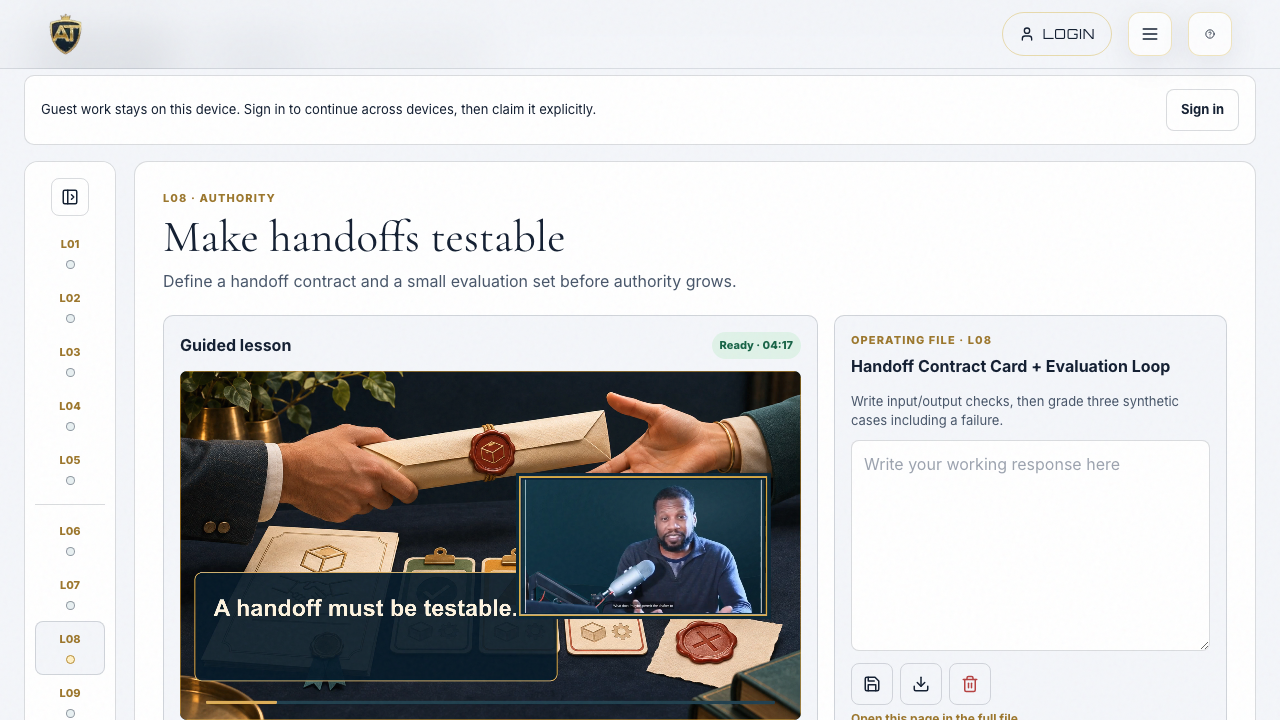 AT
LOGIN
Guest work stays on this device. Sign in to continue across devices, then claim it explicitly.
Sign in
L01
L02
L03
L04
L05
L06
L07
L08
L09
L08 · AUTHORITY
Make handoffs testable
Define a handoff contract and a small evaluation set before authority grows.
Guided lesson
Ready · 04:17
A handoff must be testable.
OPERATING FILE · L08
Handoff Contract Card + Evaluation Loop
Write input/output checks, then grade three synthetic
cases including a failure.
Write your working response here
Open this page in the full file